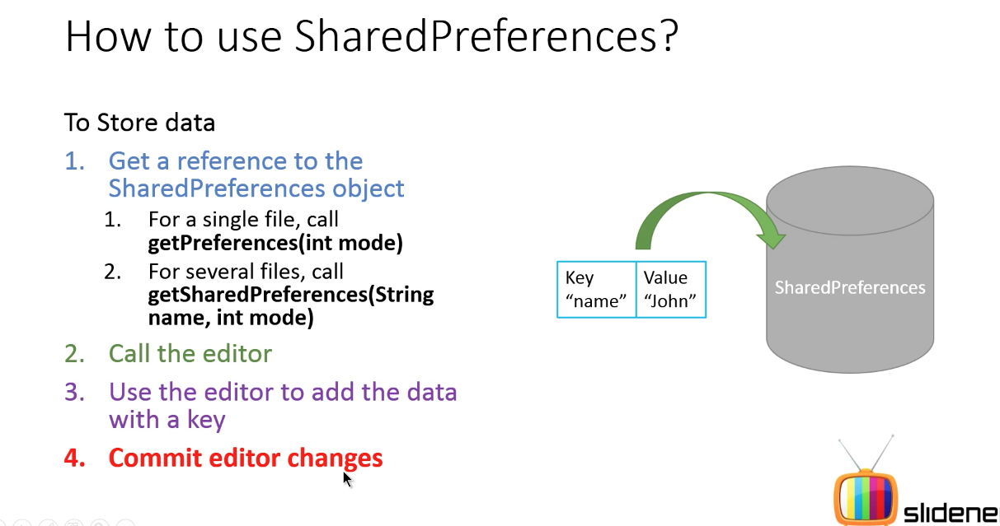 How to use SharedPreferences?
To Store data
1. Get a reference to the
SharedPreferences object
1. For a single file, call
getPreferences(int mode)
2. For several files, call
getSharedPreferences(String
name, int mode)
2. Call the editor
3. Use the editor to add the data
with a key
4. Commit editor changes
Key
“name”
Value
“John”
SharedPreferences
slidene